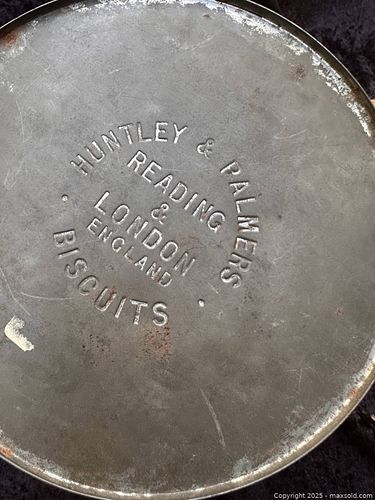 HUNTLEY & PALMERS
READING
&
LONDON
ENGLAND
BISCUITS
Copyright © 2025 - maxsold.com